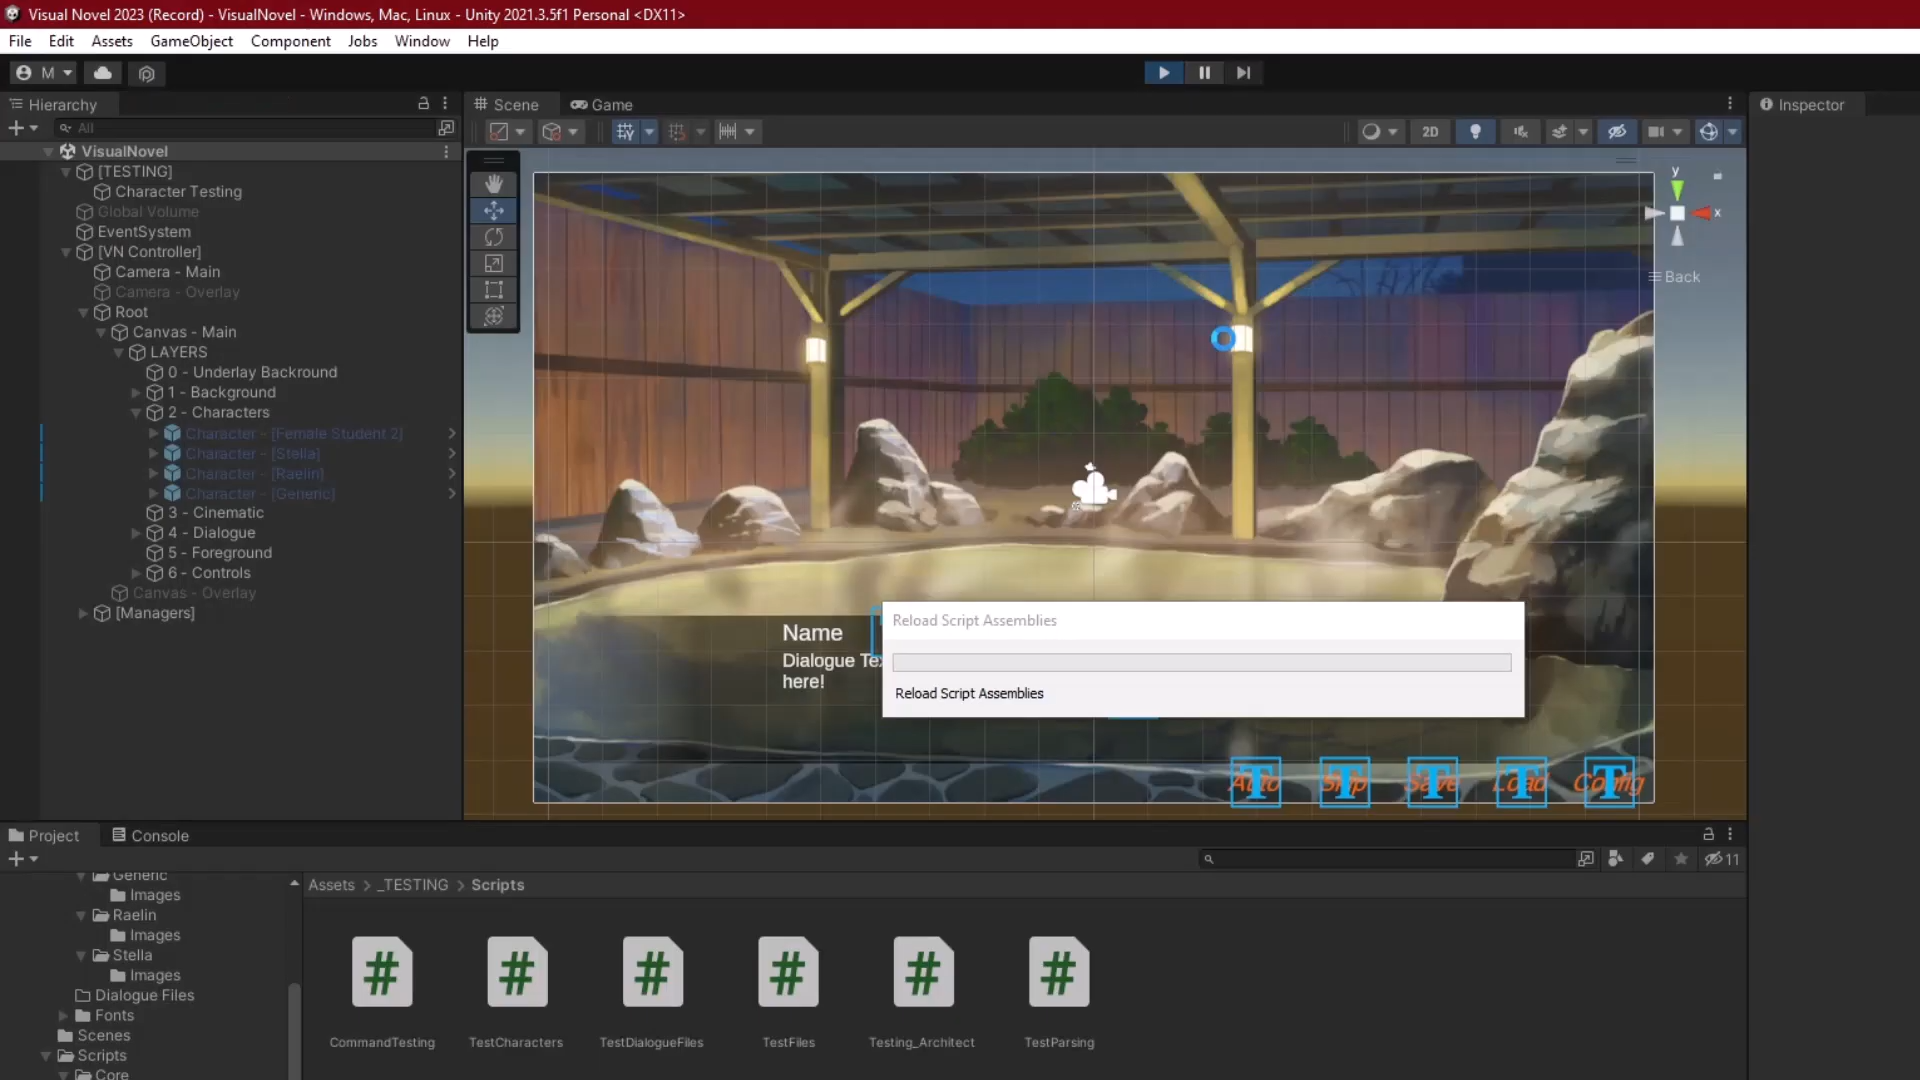 Visual Novel 2023 (Record) - VisualNovel - Windows, Mac, Linux - Unity 2021.3.5f1 Personal <DX11>
File Edit Assets GameObject Component Jobs Window Help
M
Hierarchy
All
VisualNovel
[TESTING]
Character Testing
Global Volume
EventSystem
[VN Controller]
Camera - Main
Camera - Overlay
Root
Canvas - Main
LAYERS
0 - Underlay Backround
1 - Background
2 - Characters
Character - [Female Student 2]
Character - [Stella]
Character - [Raelin]
Character - [Generic]
3 - Cinematic
4 - Dialogue
5 - Foreground
6 - Controls
Canvas - Overlay
[Managers]
Scene Game
2D
y
x
Back
Name
Dialogue Te
here!
Reload Script Assemblies
Reload Script Assemblies
Auto Skip Save Load Config
Inspector
Project Console
11
Generic
Images
Raelin
Images
Stella
Images
Dialogue Files
Fonts
Scenes
Scripts
Core
Assets > _TESTING > Scripts
CommandTesting TestCharacters TestDialogueFiles TestFiles Testing_Architect TestParsing